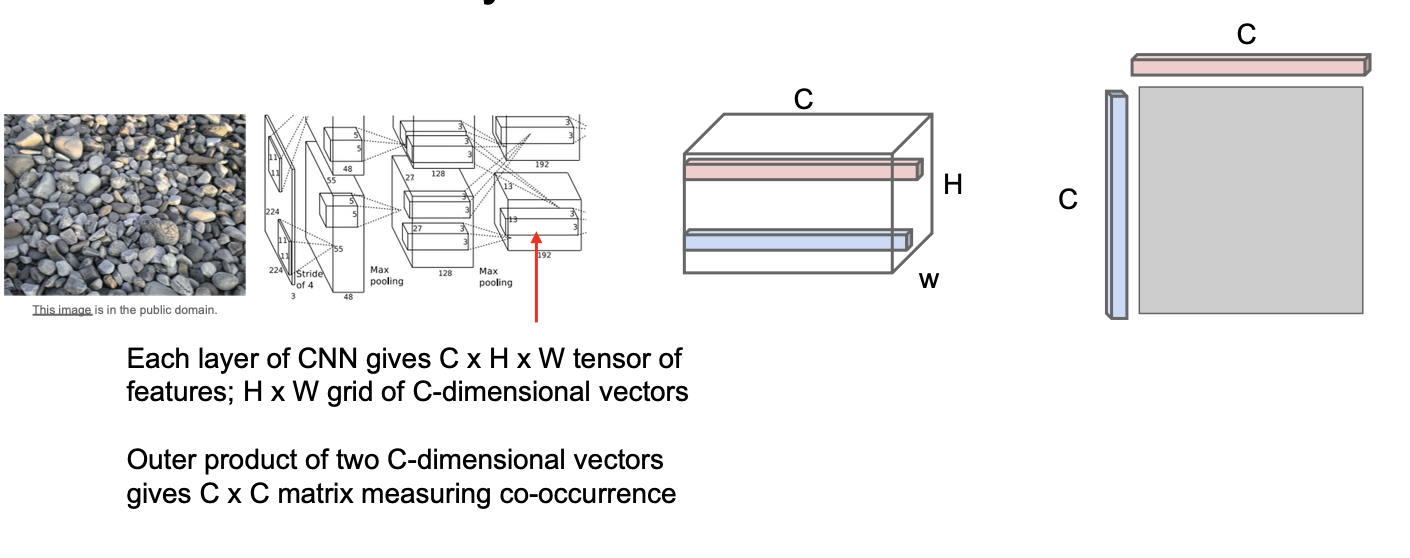 C
C
C
H
W
11
11
224
11
11
224
3
Stride
of 4
5
5
48
55
5
5
55
48
Max
pooling
3
3
3
128
27
3
3
27
3
3
128
Max
pooling
3
3
192
13
3
13
3
192
This image is in the public domain.
Each layer of CNN gives C x H x W tensor of
features; H x W grid of C-dimensional vectors
Outer product of two C-dimensional vectors
gives C x C matrix measuring co-occurrence